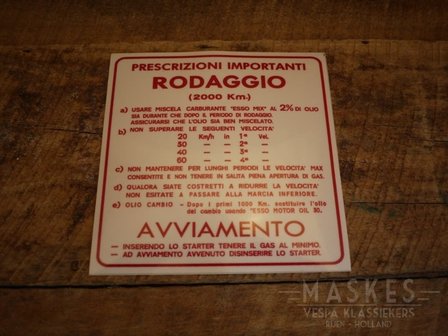 PRESCRIZIONI IMPORTANTI
RODAGGIO
(2000 Km.)
a) USARE MISCELA CARBURANTE "ESSO MIX" AL 2% DI OLIO
SIA DURANTE CHE DOPO IL PERIODO DI RODAGGIO.
ASSICURARSI CHE L'OLIO SIA BEN MISCELATO.
b) NON SUPERARE LE SEGUENTI VELOCITA'
20 Km/h in 1ª Vel.
30 — — 2ª —
40 — — 3ª —
60 — — 4ª —
c) NON MANTENERE PER LUNGHI PERIODI LE VELOCITA' MAX
CONSENTITE E NON TENERE IN SALITA PIENA APERTURA DI GAS.
d) QUALORA SIATE COSTRETTI A RIDURRE LA VELOCITA'
NON ESITATE A PASSARE ALLA MARCIA INFERIORE.
e) OLIO CAMBIO - Dopo i primi 1000 Km. sostituire l'olio
del cambio usando "ESSO MOTOR OIL 30.
AVVIAMENTO
— INSERENDO LO STARTER TENERE IL GAS AL MINIMO.
— AD AVVIAMENTO AVVENUTO DISINSERIRE LO STARTER.
MASKES
VESPA KLASSIEKERS
RIJEN - HOLLAND